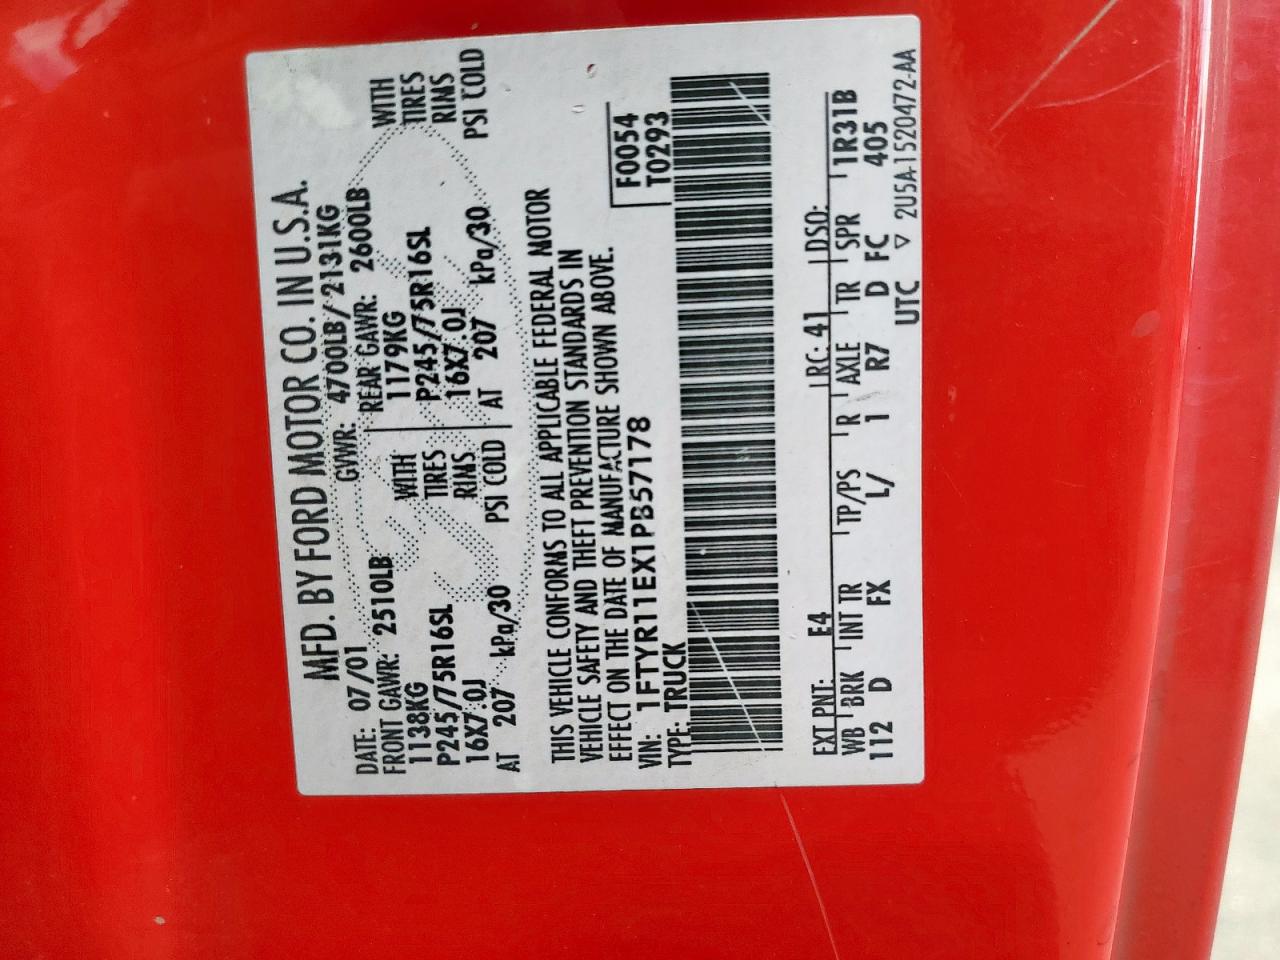 MFD. BY FORD MOTOR CO. IN U.S.A.
DATE: 07/01 GVWR: 4700LB/2131KG
FRONT GAWR: 2510LB REAR GAWR: 2600LB
1138KG WITH 1179KG WITH
P245/75R16SL TIRES P245/75R16SL TIRES
16X7.0J RIMS 16X7.0J RIMS
AT 207 kPa/30 PSI COLD AT 207 kPa/30 PSI COLD
THIS VEHICLE CONFORMS TO ALL APPLICABLE FEDERAL MOTOR
VEHICLE SAFETY AND THEFT PREVENTION STANDARDS IN
EFFECT ON THE DATE OF MANUFACTURE SHOWN ABOVE.
VIN: 1FTYR11EX1PB57178 F0054
TYPE: TRUCK T0293
EXT PNT: E4 RC: 41 DSO:
WB BRK INT TR TP/PS R AXLE TR SPR 1R31B
112 D FX L/ 1 R7 D FC 405
UTC ▽ 2U5A-1520472-AA